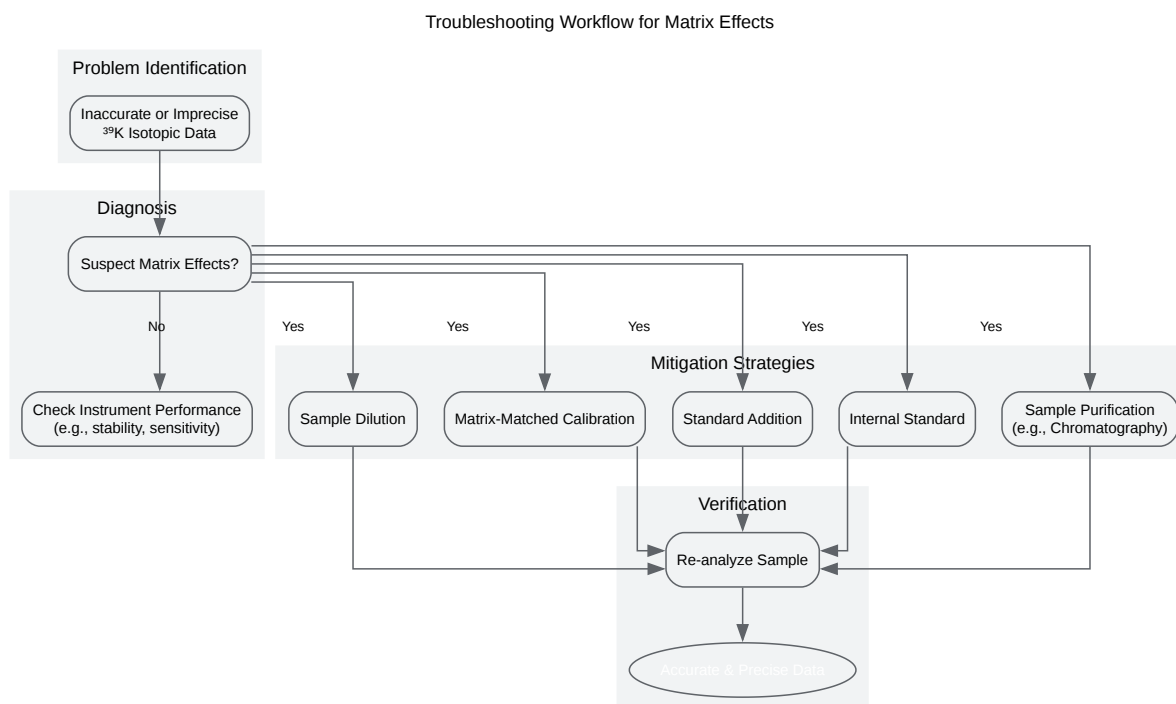 Troubleshooting Workflow for Matrix Effects
Problem Identification
Inaccurate or Imprecise
³⁹K Isotopic Data
Diagnosis
Suspect Matrix Effects?
No
Yes
Yes
Yes
Yes
Yes
Mitigation Strategies
Check Instrument Performance
(e.g., stability, sensitivity)
Sample Dilution
Matrix-Matched Calibration
Standard Addition
Internal Standard
Sample Purification
(e.g., Chromatography)
Verification
Re-analyze Sample
Accurate & Precise Data